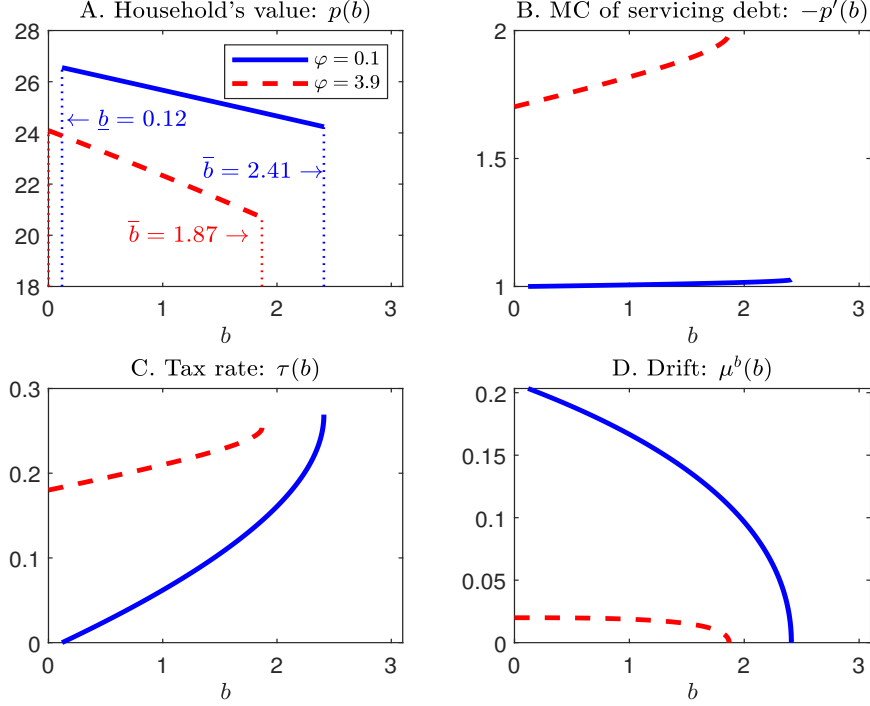 A. Household's value: p(b)
28
26
24
22
20
18
0
1
2
3
b
φ = 0.1
φ = 3.9
← b = 0.12
b̅ = 2.41 →
b̅ = 1.87 →
B. MC of servicing debt: −p′(b)
2
1.5
1
0
1
2
3
b
C. Tax rate: τ(b)
0.3
0.2
0.1
0
0
1
2
3
b
D. Drift: μᵇ(b)
0.2
0.15
0.1
0.05
0
0
1
2
3
b